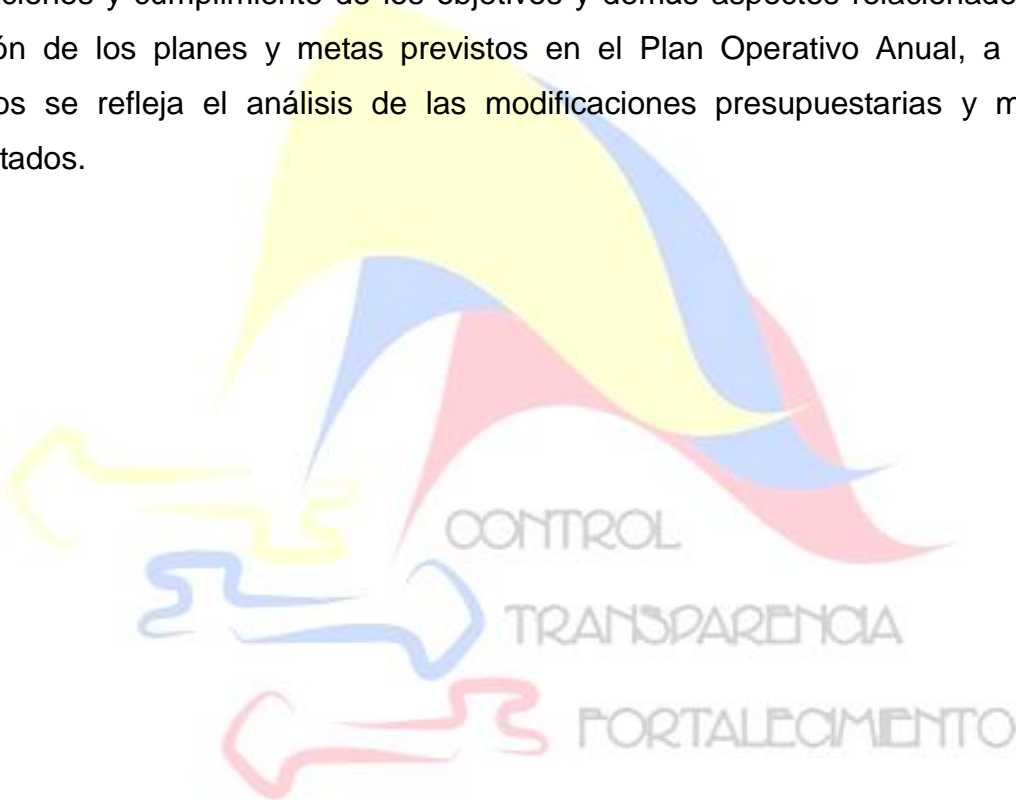 aciones y cumplimiento de los objetivos y demás aspectos relacionado
ón de los planes y metas previstos en el Plan Operativo Anual, a
os se refleja el análisis de las modificaciones presupuestarias y m
tados.
CONTROL
TRANSPARENCIA
FORTALECIMIENTO